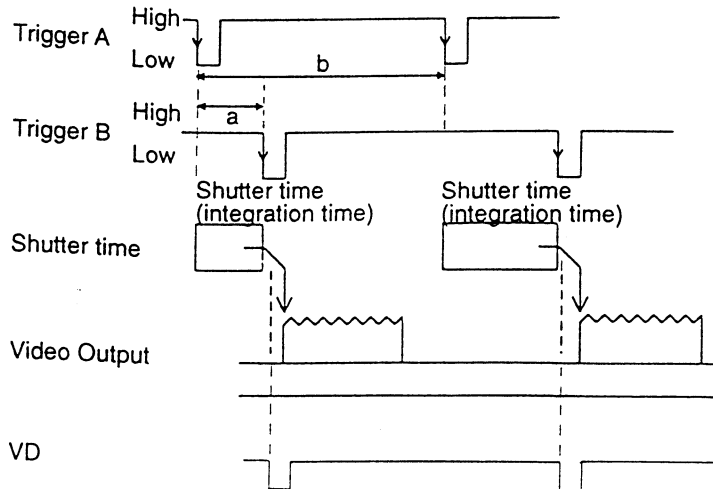 Trigger A
High
Low
b
a
Trigger B
High
Low
Shutter time
(integration time)
Shutter time
(integration time)
Shutter time
Video Output
VD